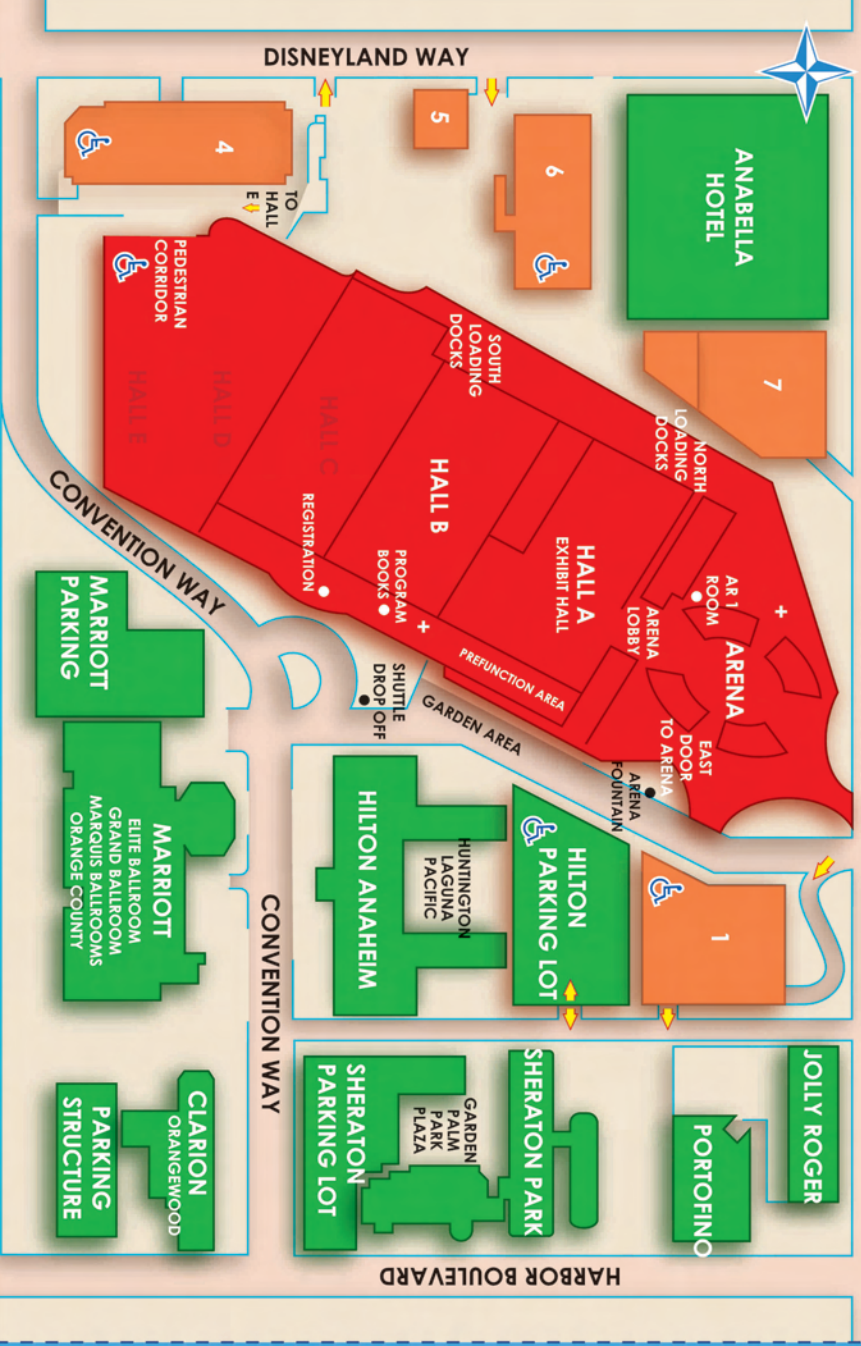 DISNEYLAND WAY
4
TO
HALL
E
5
6
ANABELLA
HOTEL
7
PEDESTRIAN
CORRIDOR
HALL E
HALL D
HALL C
SOUTH
LOADING
DOCKS
NORTH
LOADING
DOCKS
HALL B
HALL A
EXHIBIT HALL
REGISTRATION
PROGRAM
BOOKS
AR 1
ROOM
ARENA
LOBBY
ARENA
PREFUNCTION AREA
EAST
DOOR
TO ARENA
SHUTTLE
DROP OFF
GARDEN AREA
ARENA
FOUNTAIN
CONVENTION WAY
MARRIOTT
PARKING
MARRIOTT
ELITE BALLROOM
GRAND BALLROOM
MARQUIS BALLROOMS
ORANGE COUNTY
HILTON ANAHEIM
HUNTINGTON
LAGUNA
PACIFIC
HILTON
PARKING LOT
1
CONVENTION WAY
CLARION
ORANGEWOOD
PARKING
STRUCTURE
SHERATON
PARKING LOT
GARDEN
PALM
PARK
PLAZA
SHERATON PARK
PORTOFINO
JOLLY ROGER
HARBOR BOULEVARD